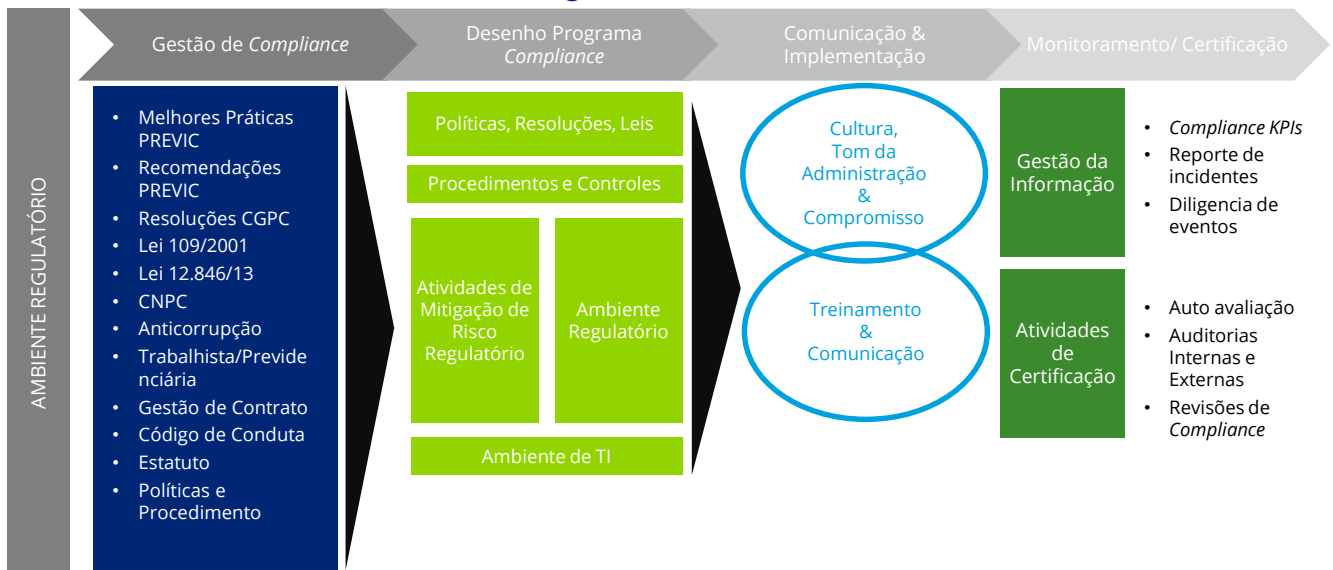 Gestão de Compliance
Desenho Programa
Compliance
Comunicação &
Implementação
Monitoramento/ Certificação
AMBIENTE REGULATÓRIO
• Melhores Práticas
PREVIC
• Recomendações
PREVIC
• Resoluções CGPC
• Lei 109/2001
• Lei 12.846/13
• CNPC
• Anticorrupção
• Trabalhista/Previde
nciária
• Gestão de Contrato
• Código de Conduta
• Estatuto
• Políticas e
Procedimento
Políticas, Resoluções, Leis
Procedimentos e Controles
Atividades de
Mitigação de
Risco
Regulatório
Ambiente
Regulatório
Ambiente de TI
Cultura,
Tom da
Administração
&
Compromisso
Treinamento
&
Comunicação
Gestão da
Informação
• Compliance KPIs
• Reporte de
incidentes
• Diligencia de
eventos
Atividades
de
Certificação
• Auto avaliação
• Auditorias
Internas e
Externas
• Revisões de
Compliance